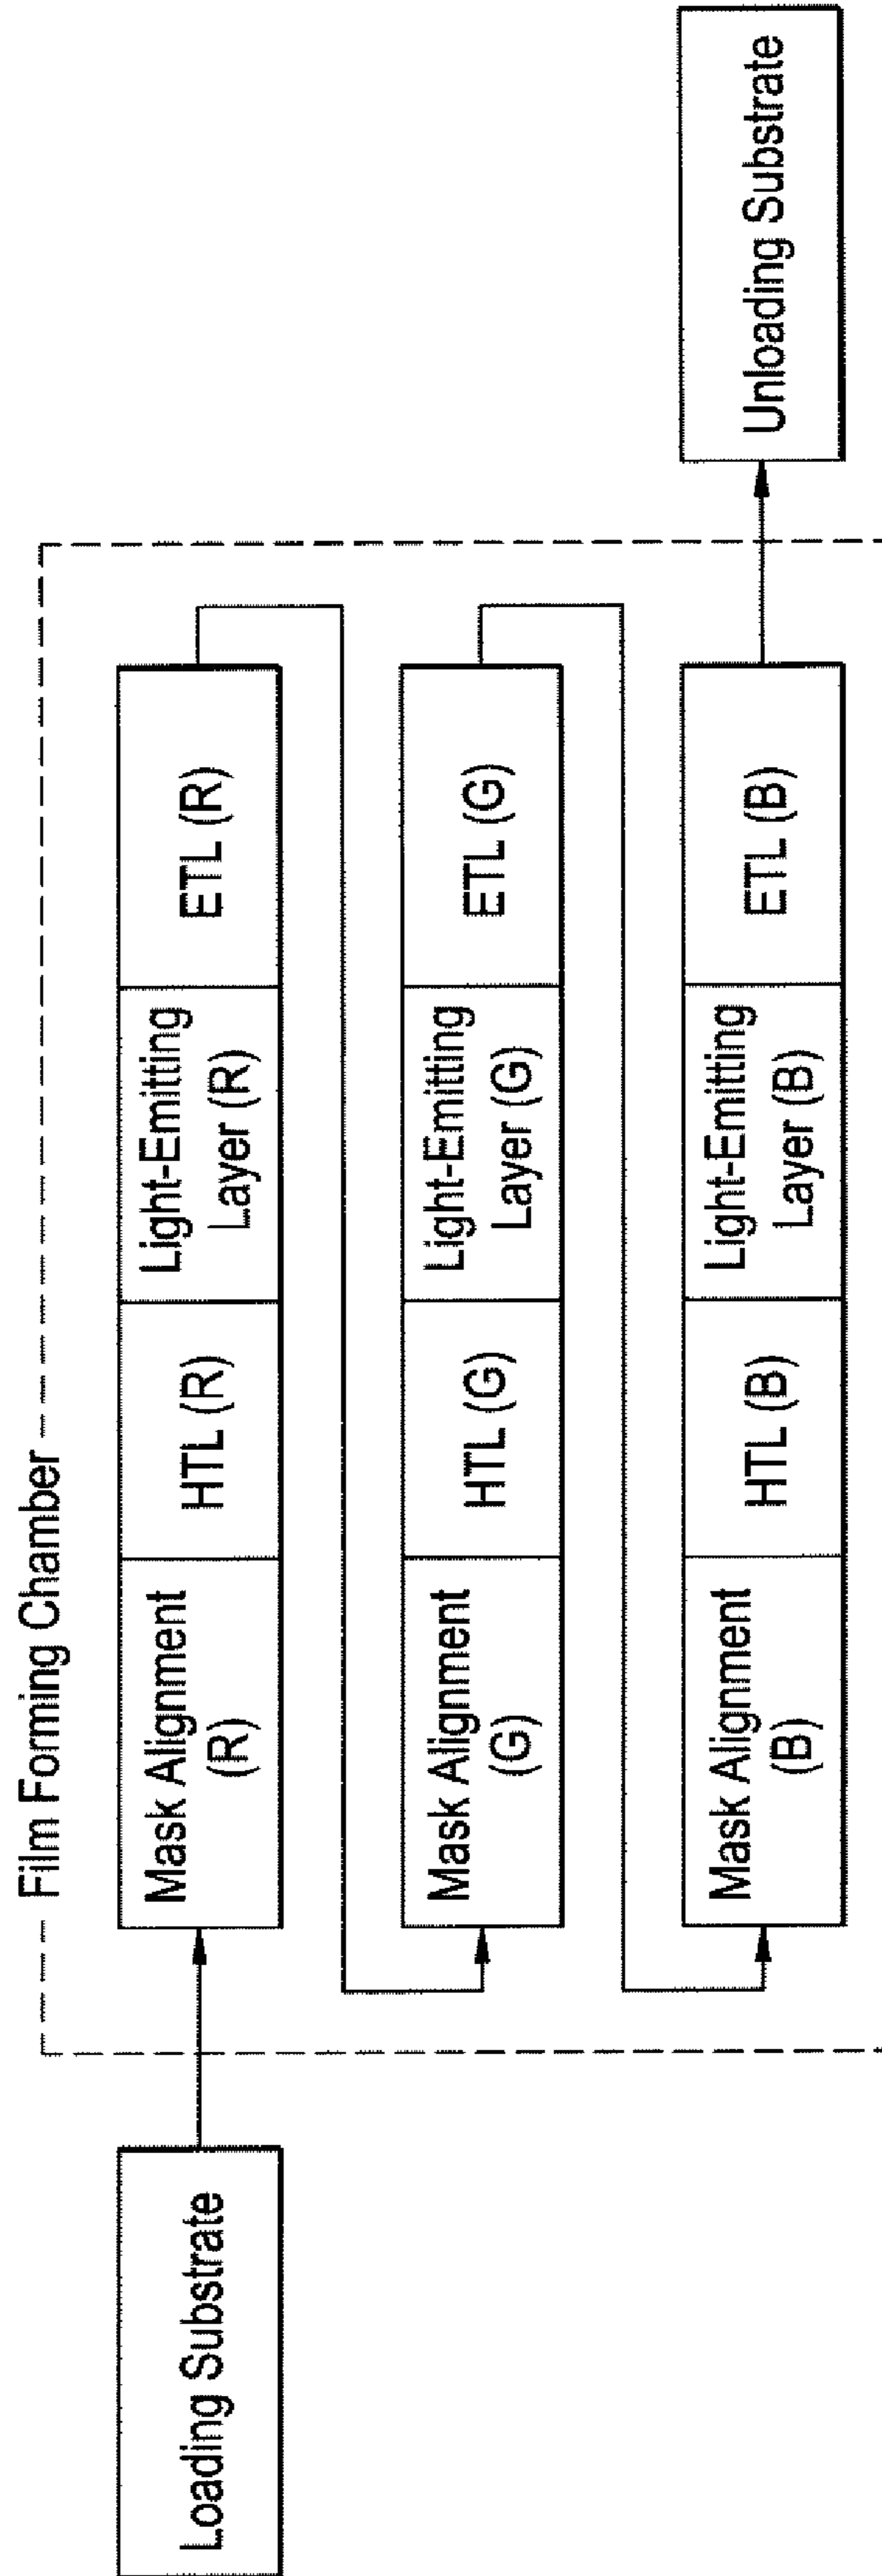 Film Forming Chamber
Loading Substrate
Mask Alignment
(R)
HTL (R)
Light-Emitting
Layer (R)
ETL (R)
Mask Alignment
(G)
HTL (G)
Light-Emitting
Layer (G)
ETL (G)
Mask Alignment
(B)
HTL (B)
Light-Emitting
Layer (B)
ETL (B)
Unloading Substrate